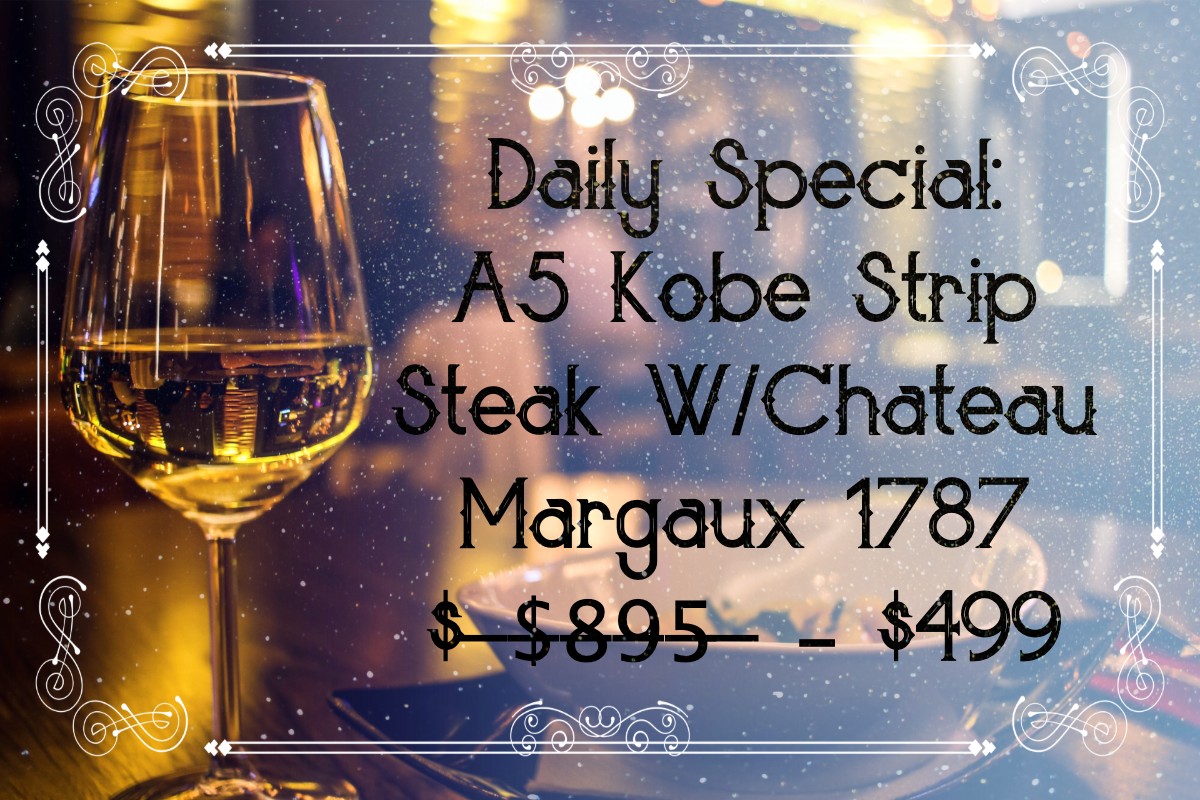 Daily Special:
A5 Kobe Strip
Steak W/Chateau
Margaux 1787
$ $895 - $499